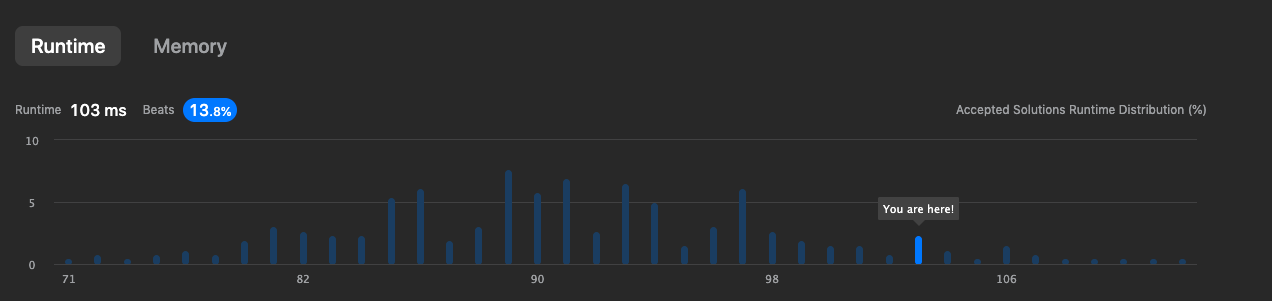 Runtime Memory
Runtime 103 ms Beats 13.8% Accepted Solutions Runtime Distribution (%)
10
5
You are here!
0
71 82 90 98 106